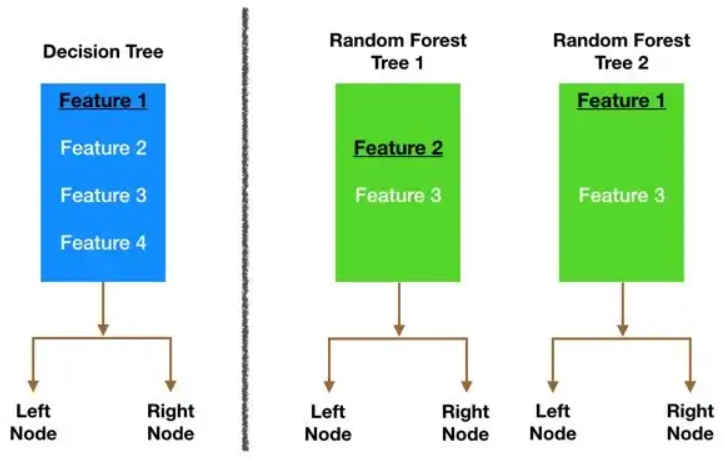 Decision Tree
Feature 1
Feature 2
Feature 3
Feature 4
Left
Node
Right
Node
Random Forest
Tree 1
Feature 2
Feature 3
Left
Node
Right
Node
Random Forest
Tree 2
Feature 1
Feature 3
Left
Node
Right
Node